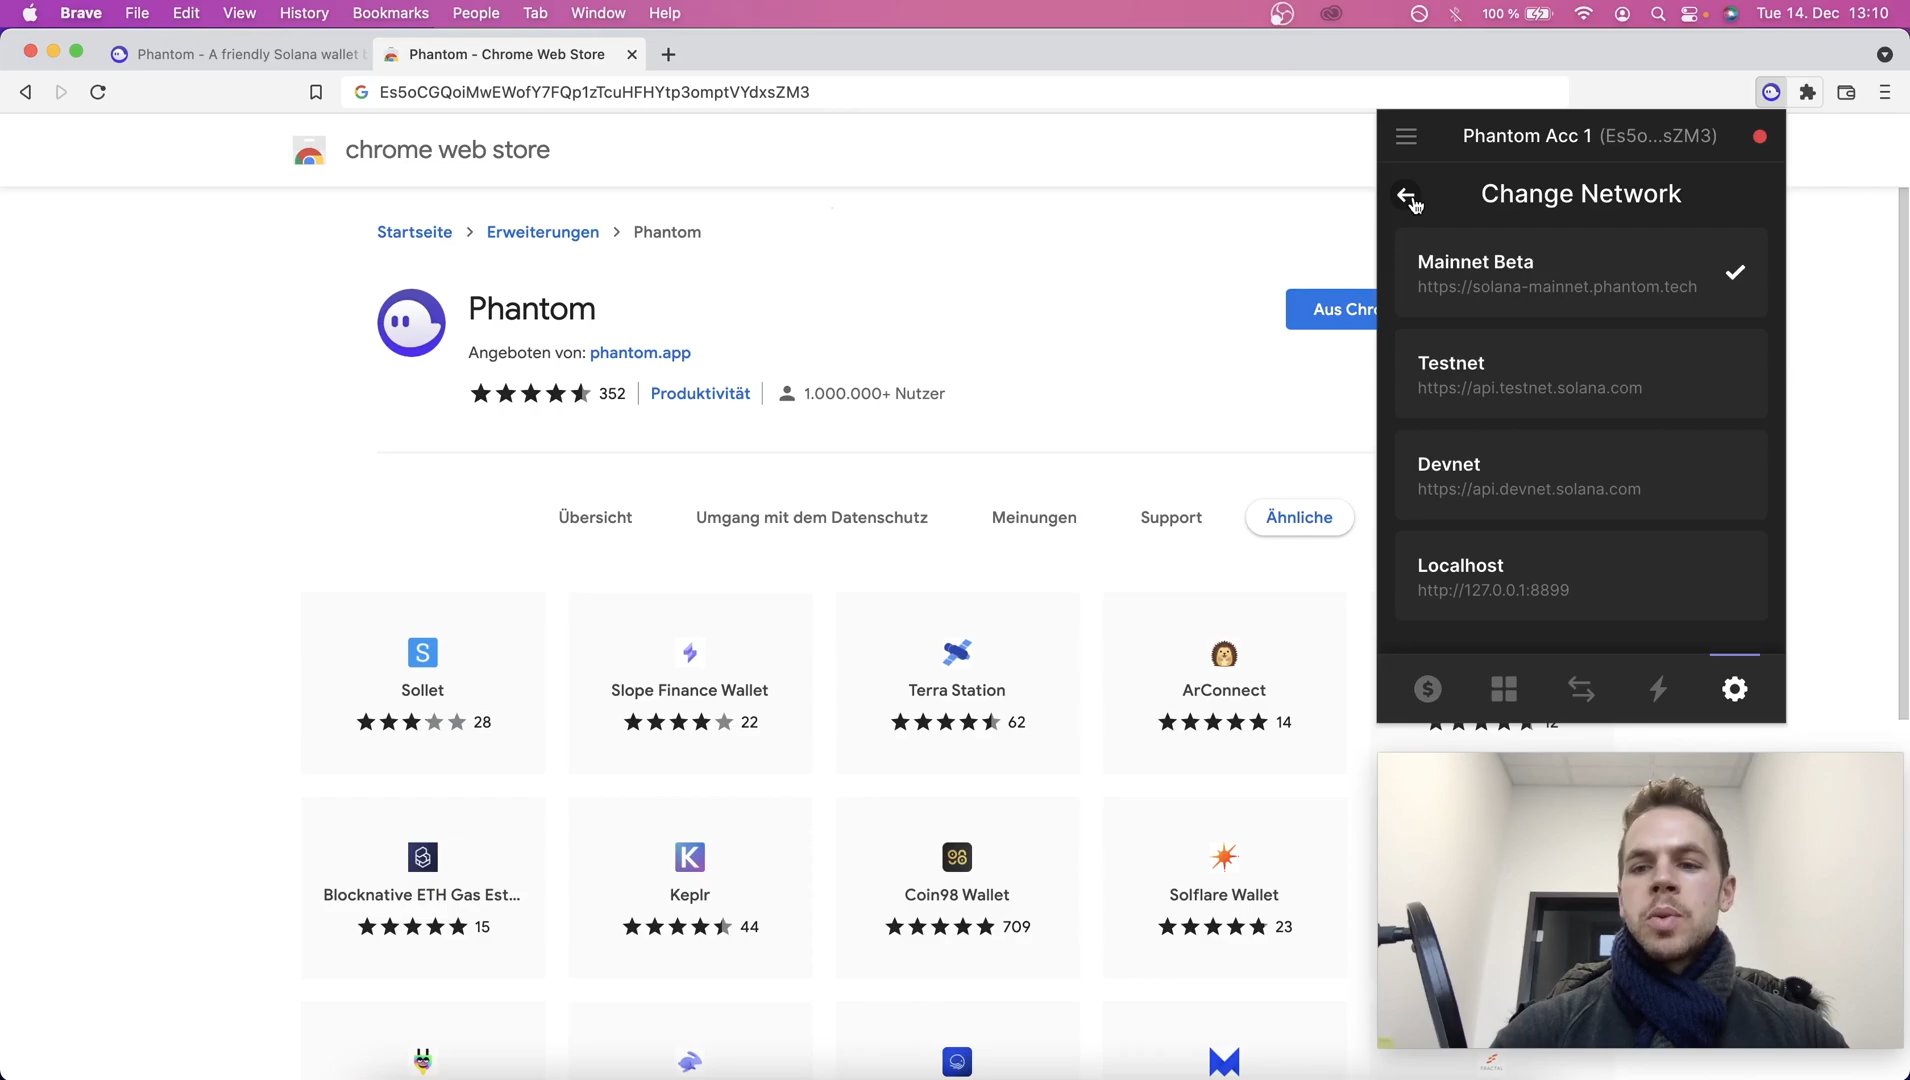 Brave File Edit View History Bookmarks People Tab Window Help 100 % Tue 14. Dec 13:10
Phantom - A friendly Solana wallet
Phantom - Chrome Web Store
Es5oCGQoiMwEWofY7FQp1zTcuHFHYtp3omptVYdxsZM3
chrome web store
Startseite > Erweiterungen > Phantom
Phantom
Angeboten von: phantom.app
352 Produktivität 1.000.000+ Nutzer
Aus Chro
Übersicht Umgang mit dem Datenschutz Meinungen Support Ähnliche
Sollet Slope Finance Wallet Terra Station ArConnect
28 22 62 14 12
Blocknative ETH Gas Est... Keplr Coin98 Wallet Solflare Wallet
15 44 709 23
Phantom Acc 1 (Es5o...sZM3)
Change Network
Mainnet Beta
https://solana-mainnet.phantom.tech
Testnet
https://api.testnet.solana.com
Devnet
https://api.devnet.solana.com
Localhost
http://127.0.0.1:8899
FRACTAL